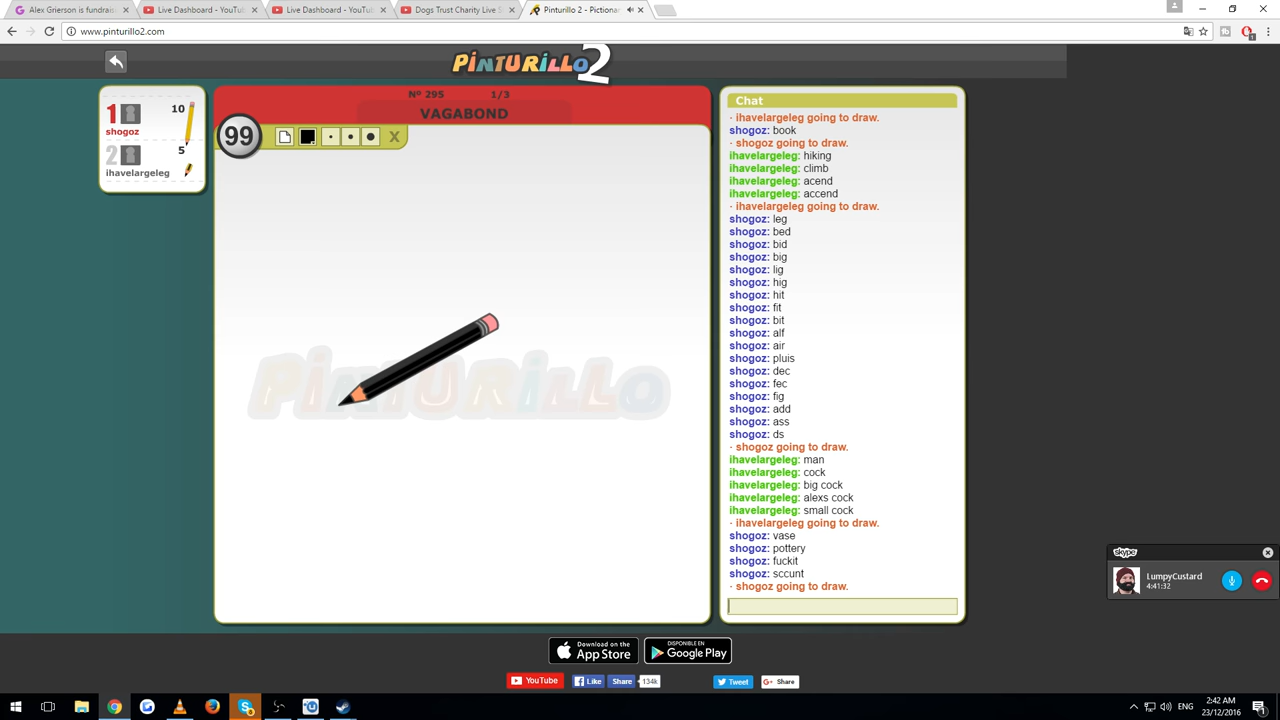 Alex Grierson is fundrais
Live Dashboard - YouTu
Live Dashboard - YouTu
Dogs Trust Charity Live S
Pinturillo 2 - Pictionar
www.pinturillo2.com
PiNTURiLLO2
1
10
shogoz
2
5
ihavelargeleg
Nº 295 1/3
VAGABOND
99
X
PiNTURiLLO
Chat
· ihavelargeleg going to draw.
shogoz: book
· shogoz going to draw.
ihavelargeleg: hiking
ihavelargeleg: climb
ihavelargeleg: acend
ihavelargeleg: accend
· ihavelargeleg going to draw.
shogoz: leg
shogoz: bed
shogoz: bid
shogoz: big
shogoz: lig
shogoz: hig
shogoz: hit
shogoz: fit
shogoz: bit
shogoz: alf
shogoz: air
shogoz: pluis
shogoz: dec
shogoz: fec
shogoz: fig
shogoz: add
shogoz: ass
shogoz: ds
· shogoz going to draw.
ihavelargeleg: man
ihavelargeleg: cock
ihavelargeleg: big cock
ihavelargeleg: alexs cock
ihavelargeleg: small cock
· ihavelargeleg going to draw.
shogoz: vase
shogoz: pottery
shogoz: fuckit
shogoz: sccunt
· shogoz going to draw.
skype
LumpyCustard
4:41:32
Download on the
App Store
DISPONIBLE EN
Google Play
YouTube
Like
Share
134k
Tweet
G+ Share
ENG
2:42 AM
23/12/2016